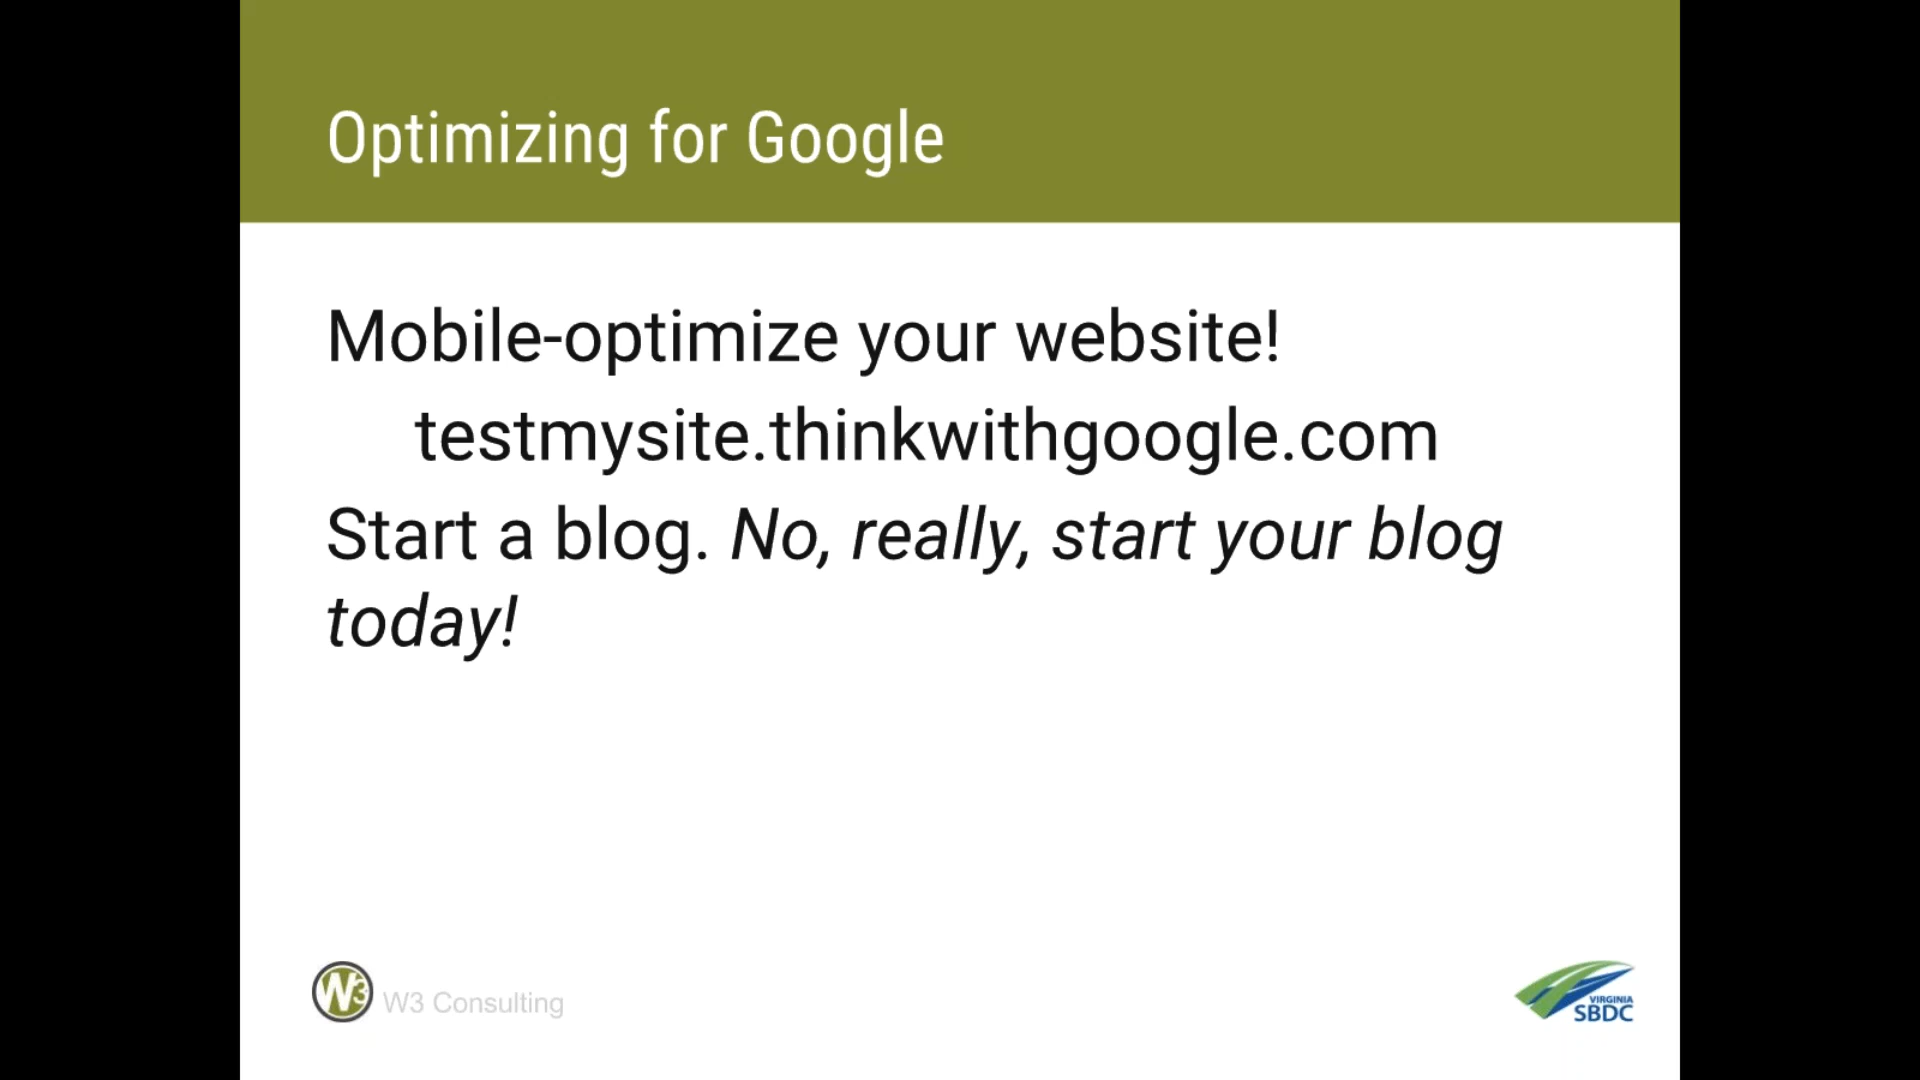 Optimizing for Google
Mobile-optimize your website!
testmysite.thinkwithgoogle.com
Start a blog. No, really, start your blog
today!
W3
W3 Consulting
VIRGINIA
SBDC